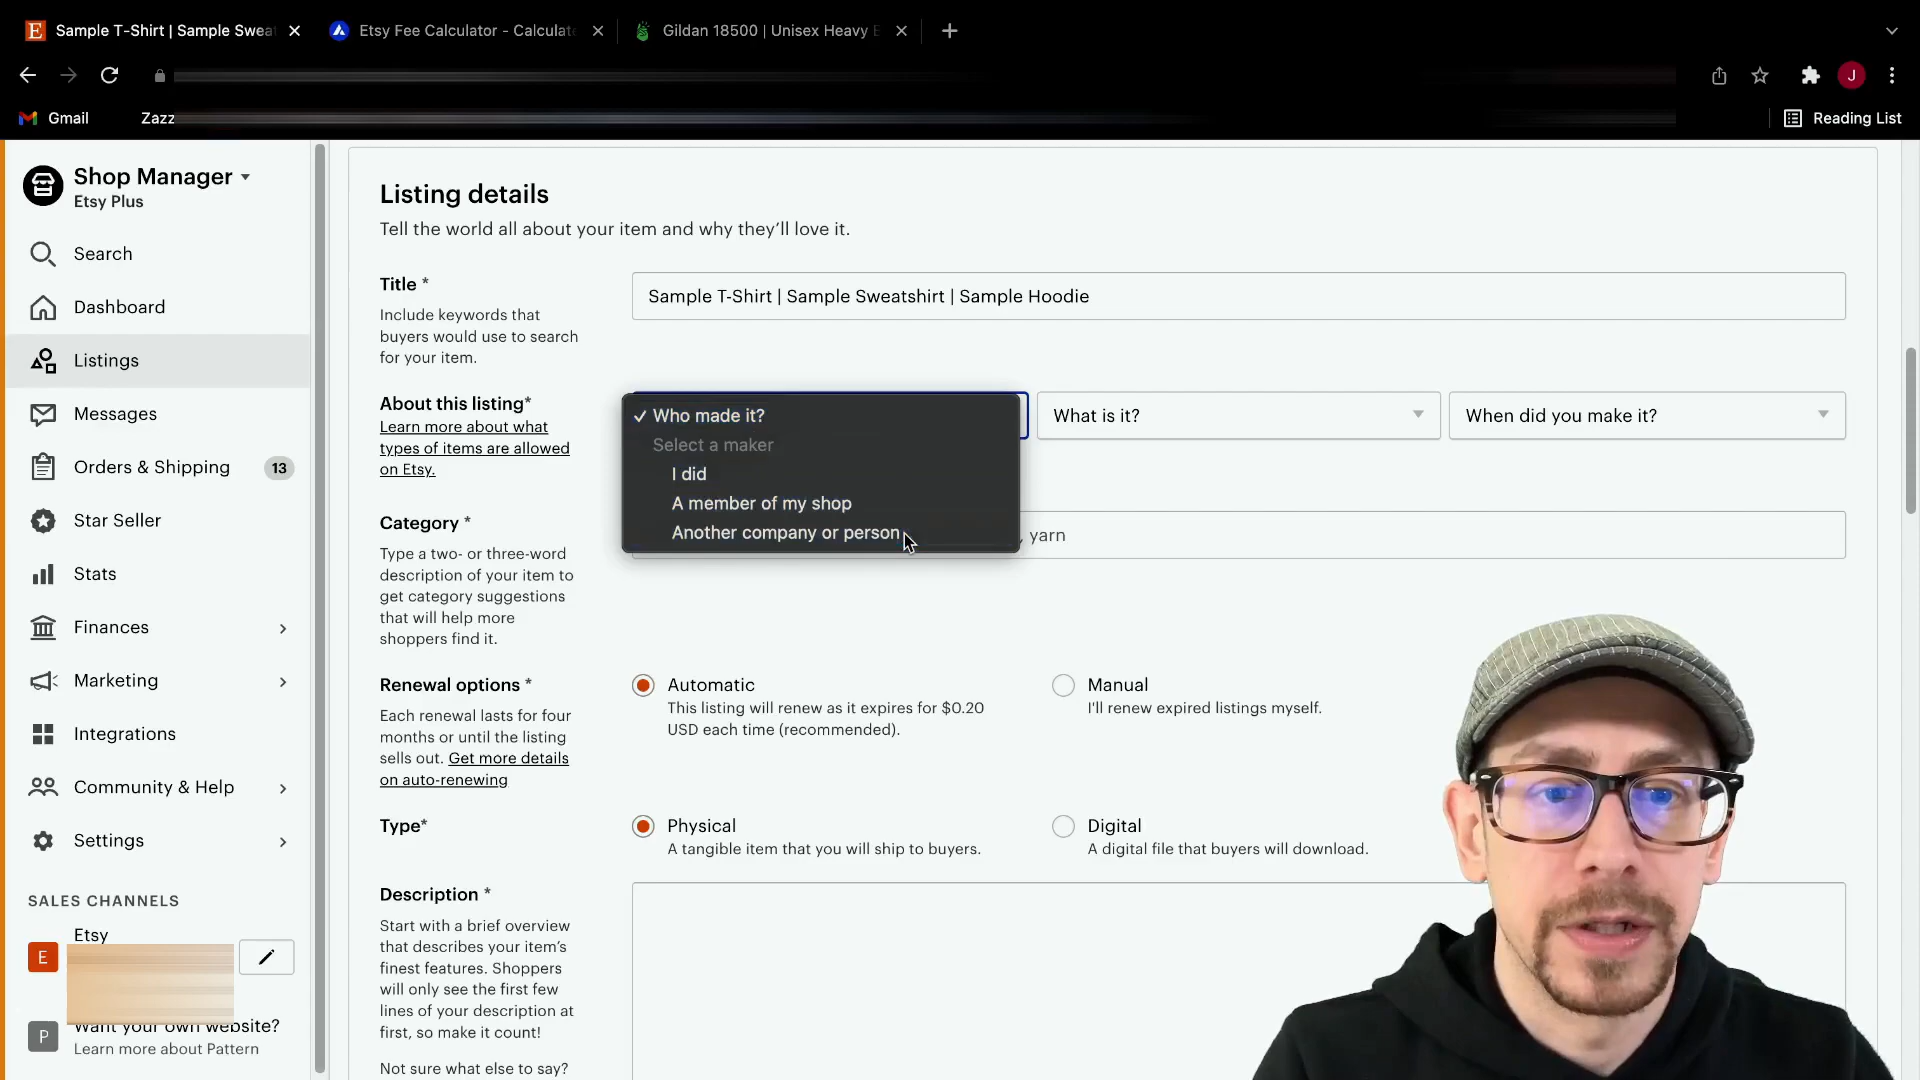 E Sample T-Shirt | Sample Swea
Etsy Fee Calculator - Calculat
Gildan 18500 | Unisex Heavy
J
Gmail
Zazz
Reading List
Shop Manager
Etsy Plus
Search
Dashboard
Listings
Messages
Orders & Shipping 13
Star Seller
Stats
Finances
Marketing
Integrations
Community & Help
Settings
SALES CHANNELS
Etsy
E
Want your own website?
P
Learn more about Pattern
Listing details
Tell the world all about your item and why they’ll love it.
Title *
Include keywords that
buyers would use to search
for your item.
Sample T-Shirt | Sample Sweatshirt | Sample Hoodie
About this listing*
Learn more about what
types of items are allowed
on Etsy.
Who made it?
Select a maker
I did
A member of my shop
Another company or person
What is it?
When did you make it?
Category *
Type a two- or three-word
description of your item to
get category suggestions
that will help more
shoppers find it.
, yarn
Renewal options *
Each renewal lasts for four
months or until the listing
sells out. Get more details
on auto-renewing
Automatic
This listing will renew as it expires for $0.20
USD each time (recommended).
Manual
I'll renew expired listings myself.
Type*
Physical
A tangible item that you will ship to buyers.
Digital
A digital file that buyers will download.
Description *
Start with a brief overview
that describes your item’s
finest features. Shoppers
will only see the first few
lines of your description at
first, so make it count!
Not sure what else to say?